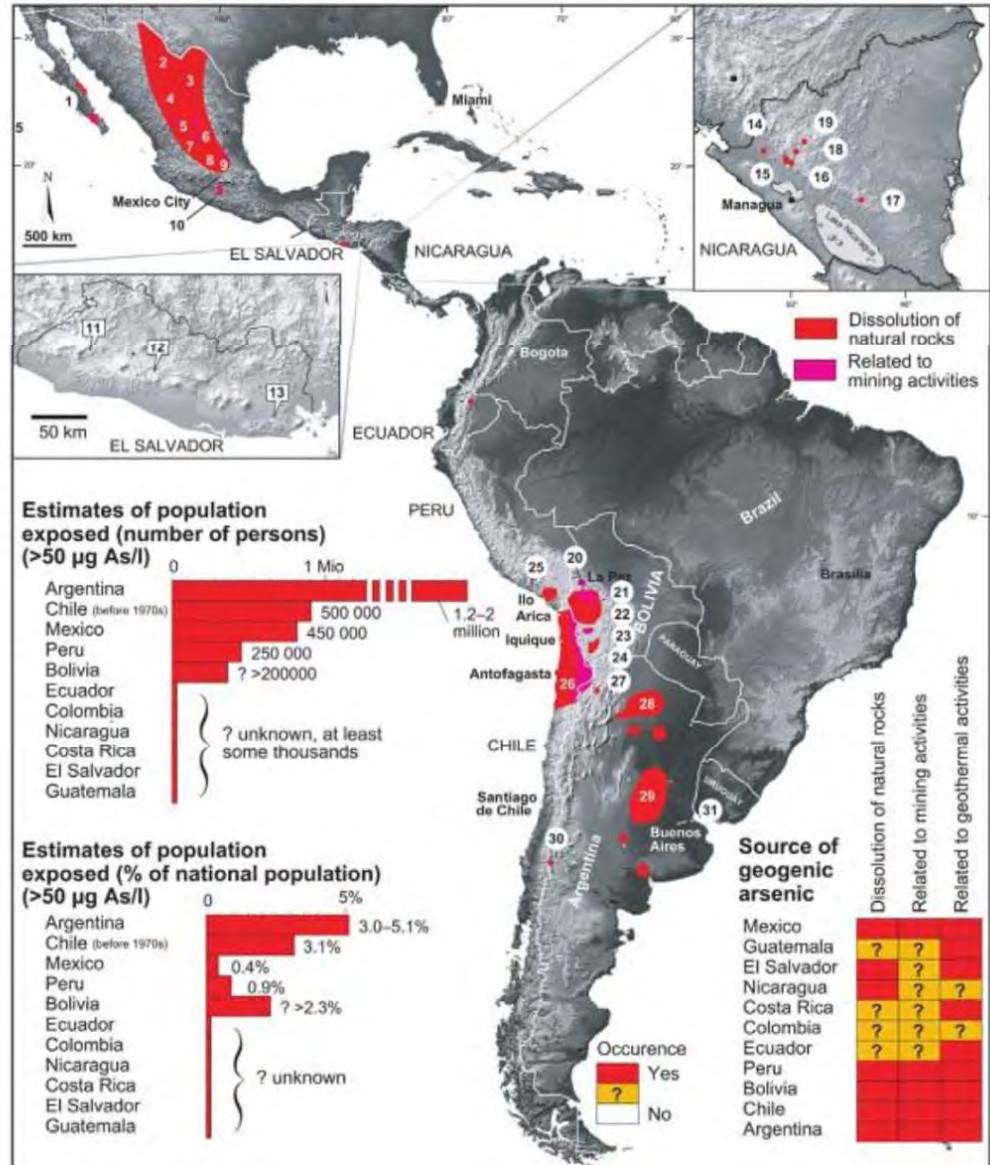 1
2
3
4
5
6
5
7
8
9
Miami
20°
N
500 km
Mexico City
10
EL SALVADOR
NICARAGUA
14
19
18
15
16
Managua
17
Lake Nicaragua
NICARAGUA
11
12
13
50 km
EL SALVADOR
Dissolution of
natural rocks
Related to
mining activities
Bogota
ECUADOR
PERU
Brazil
Brasilia
20
25
La Paz
21
Ilo
Arica
22
BOLIVIA
Iquique
23
24
PARAGUAY
Antofagasta
26
27
28
CHILE
29
Santiago
de Chile
URUGUAY
31
30
Buenos
Aires
Argentina
Estimates of population
exposed (number of persons)
(>50 µg As/l)
0 1 Mio
Argentina
1.2–2
million
Chile (before 1970s) 500 000
Mexico 450 000
Peru 250 000
Bolivia ? >200000
Ecuador
Colombia
Nicaragua
Costa Rica
El Salvador
Guatemala
? unknown, at least
some thousands
Estimates of population
exposed (% of national population)
(>50 µg As/l)
0 5%
Argentina 3.0–5.1%
Chile (before 1970s) 3.1%
Mexico 0.4%
Peru 0.9%
Bolivia ? >2.3%
Ecuador
Colombia
Nicaragua
Costa Rica
El Salvador
Guatemala
? unknown
Occurence
Yes
?
No
Source of
geogenic
arsenic
Dissolution of natural rocks
Related to mining activities
Related to geothermal activities
Mexico
Guatemala ? ?
El Salvador ?
Nicaragua ? ?
Costa Rica ? ?
Colombia ? ? ?
Ecuador ? ?
Peru
Bolivia
Chile
Argentina